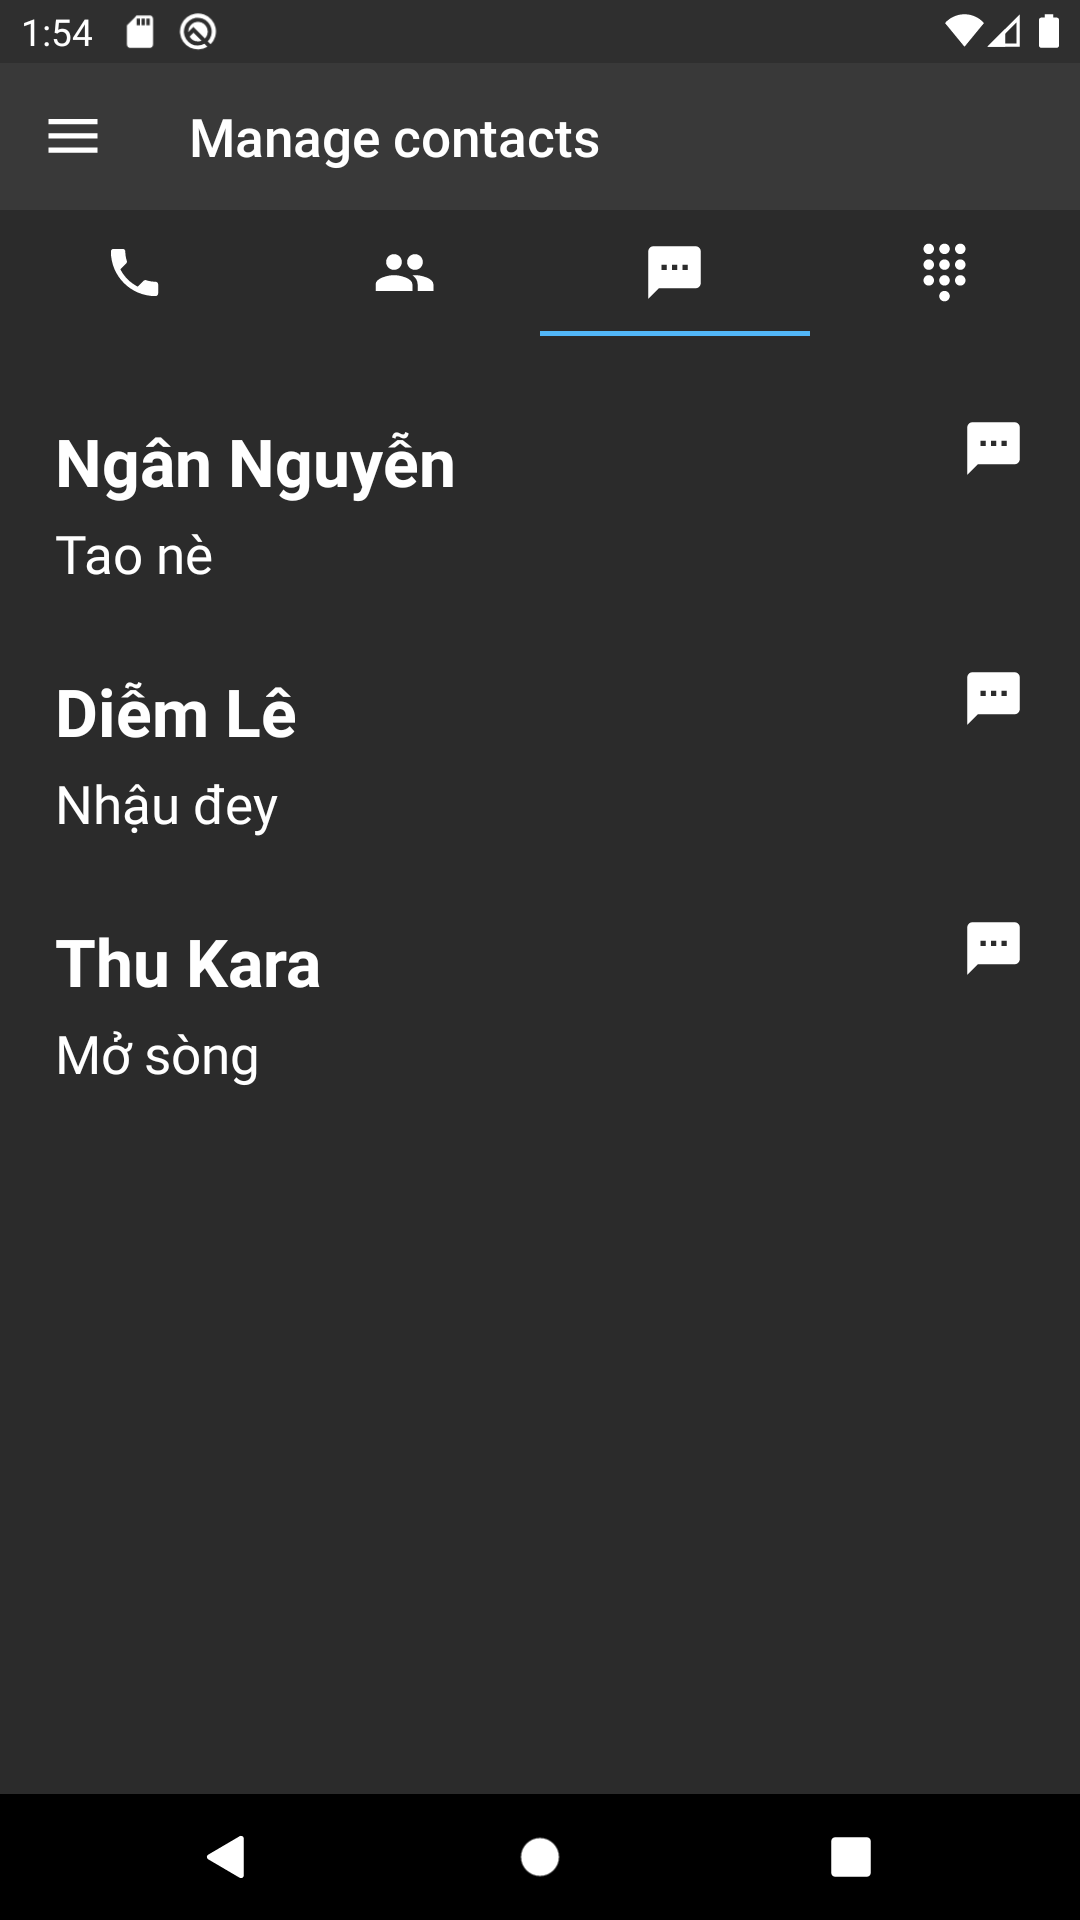 1:54
Manage contacts
Ngân Nguyễn
Tao nè
Diễm Lê
Nhậu đey
Thu Kara
Mở sòng